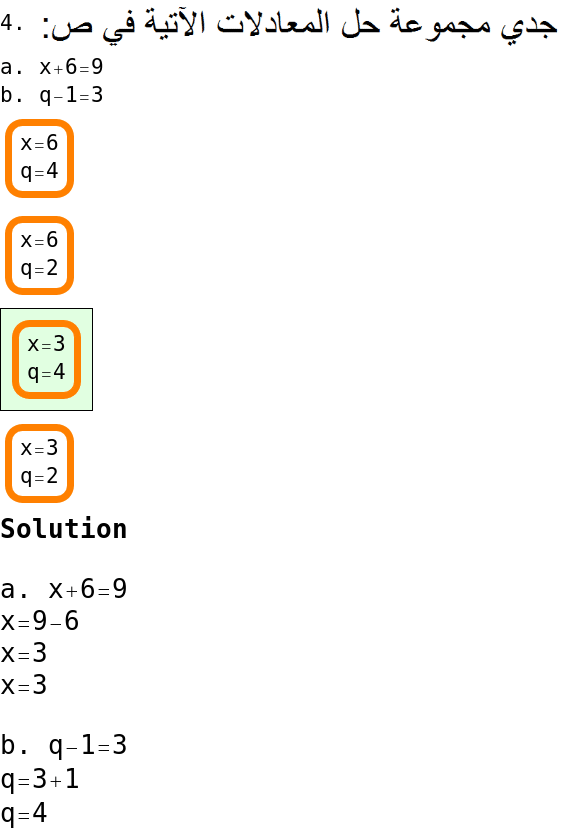 4. جدي مجموعة حل المعادلات الآتية في ص:
a. x+6=9
b. q−1=3
x=6
q=4
x=6
q=2
x=3
q=4
x=3
q=2
Solution
a. x+6=9
x=9−6
x=3
x=3
b. q−1=3
q=3+1
q=4